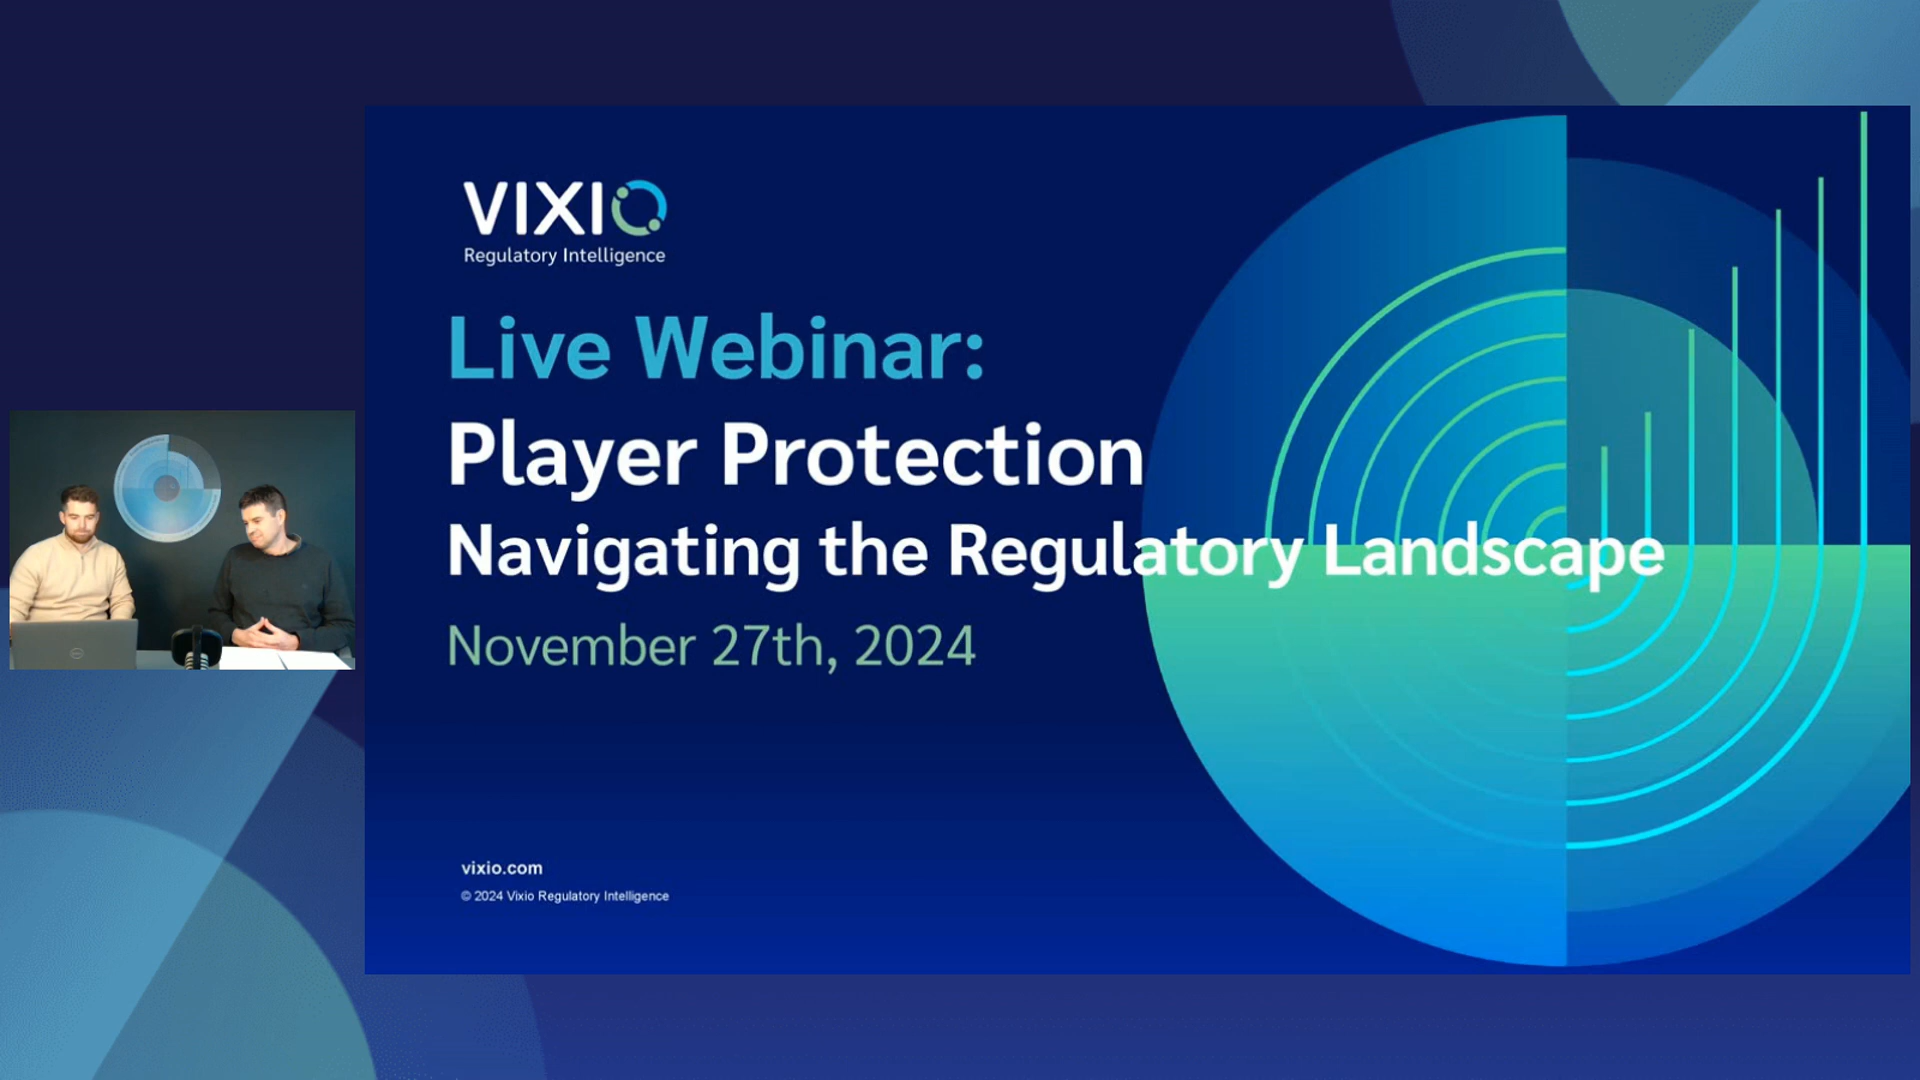 VIXIO
Regulatory Intelligence
Live Webinar:
Player Protection
Navigating the Regulatory Landscape
November 27th, 2024
vixio.com
© 2024 Vixio Regulatory Intelligence